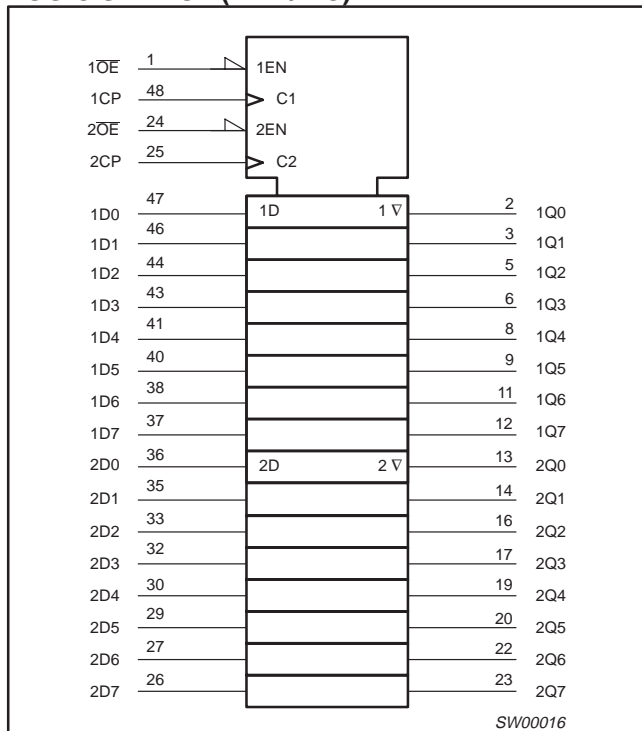 1O̅E̅ 1 1EN
1CP 48 C1
2O̅E̅ 24 2EN
2CP 25 C2
1D0 47 1D 1 ∇ 2 1Q0
1D1 46 3 1Q1
1D2 44 5 1Q2
1D3 43 6 1Q3
1D4 41 8 1Q4
1D5 40 9 1Q5
1D6 38 11 1Q6
1D7 37 12 1Q7
2D0 36 2D 2 ∇ 13 2Q0
2D1 35 14 2Q1
2D2 33 16 2Q2
2D3 32 17 2Q3
2D4 30 19 2Q4
2D5 29 20 2Q5
2D6 27 22 2Q6
2D7 26 23 2Q7
SW00016